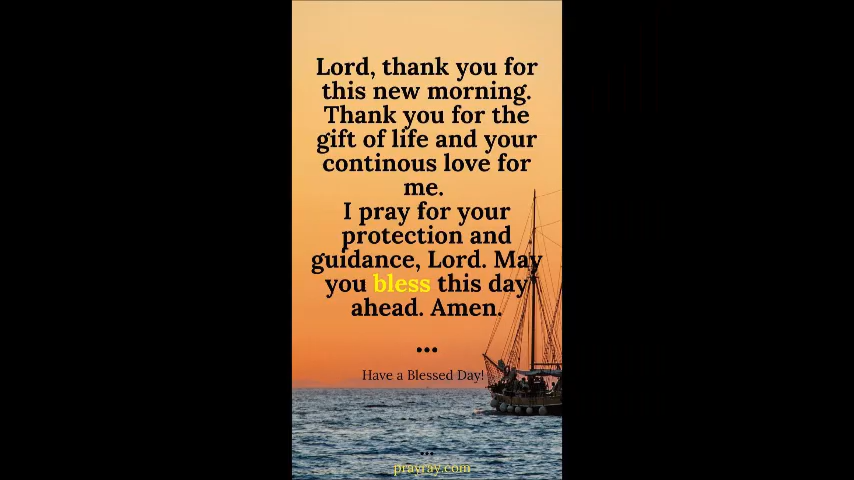 Lord, thank you for
this new morning.
Thank you for the
gift of life and your
continous love for
me.
I pray for your
protection and
guidance, Lord. May
you bless this day
ahead. Amen.
•••
Have a Blessed Day!
•••
prayray.com